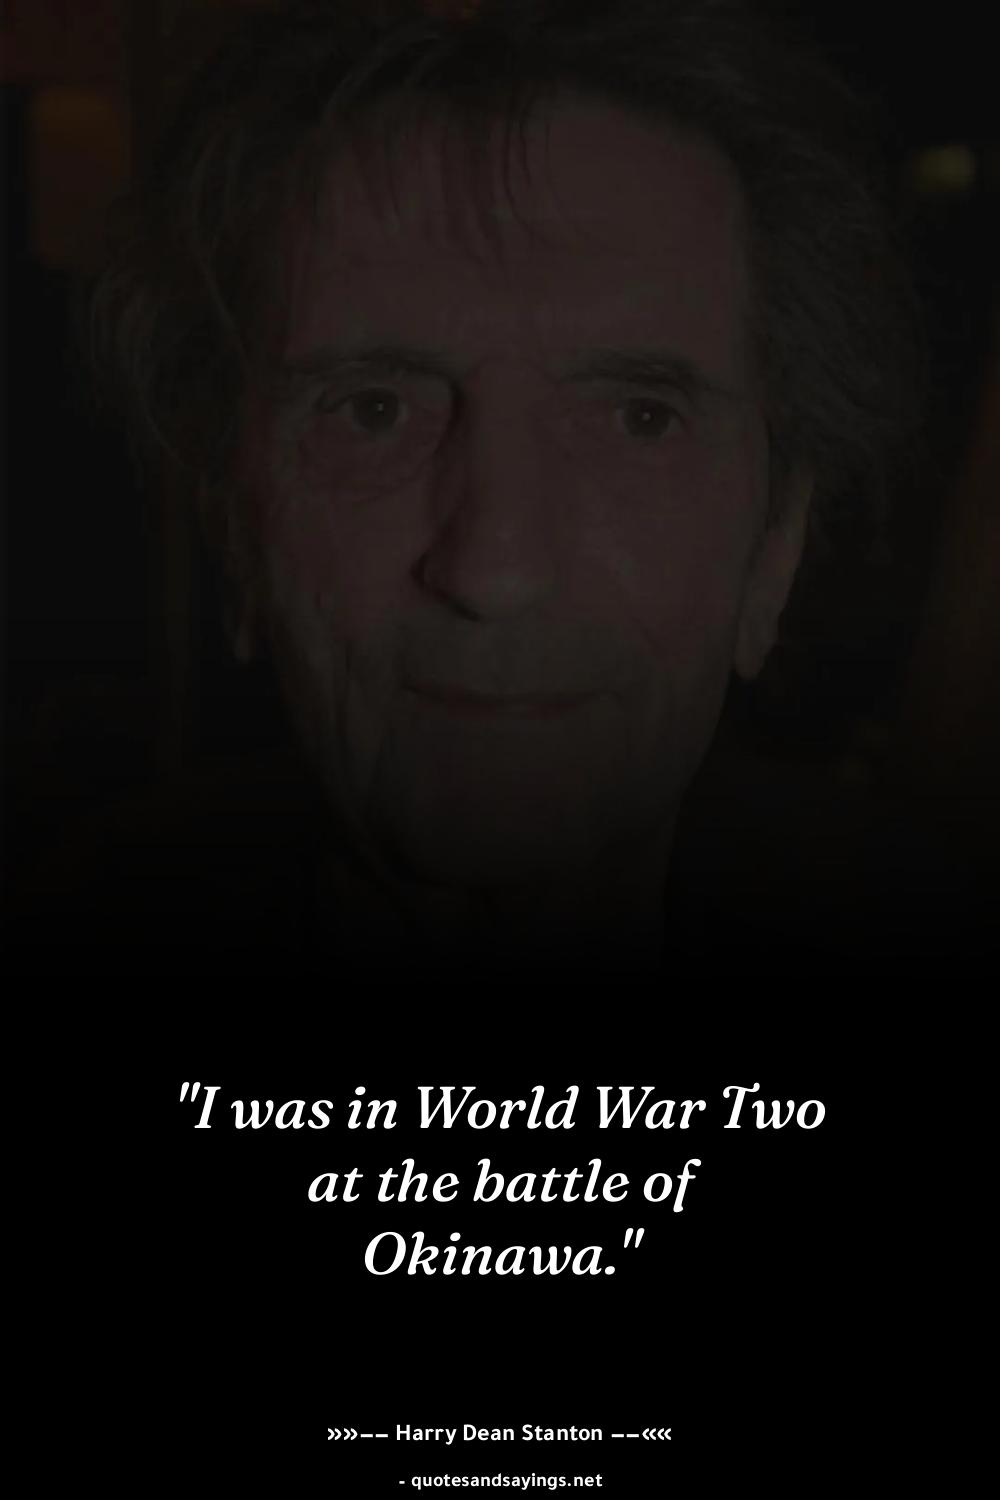 "I was in World War Two
at the battle of
Okinawa."
»»–– Harry Dean Stanton ––««
- quotesandsayings.net